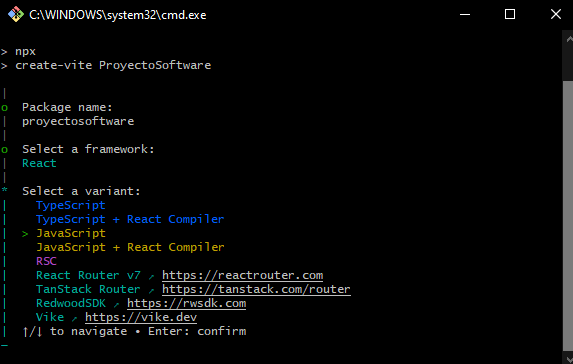 C:\WINDOWS\system32\cmd.exe
> npx
> create-vite ProyectoSoftware
|
o  Package name:
|  proyectosoftware
|
o  Select a framework:
|  React
|
*  Select a variant:
|    TypeScript
|    TypeScript + React Compiler
|  > JavaScript
|    JavaScript + React Compiler
|    RSC
|    React Router v7 ↗ https://reactrouter.com
|    TanStack Router ↗ https://tanstack.com/router
|    RedwoodSDK ↗ https://rwsdk.com
|    Vike ↗ https://vike.dev
|  ↑/↓ to navigate • Enter: confirm
—